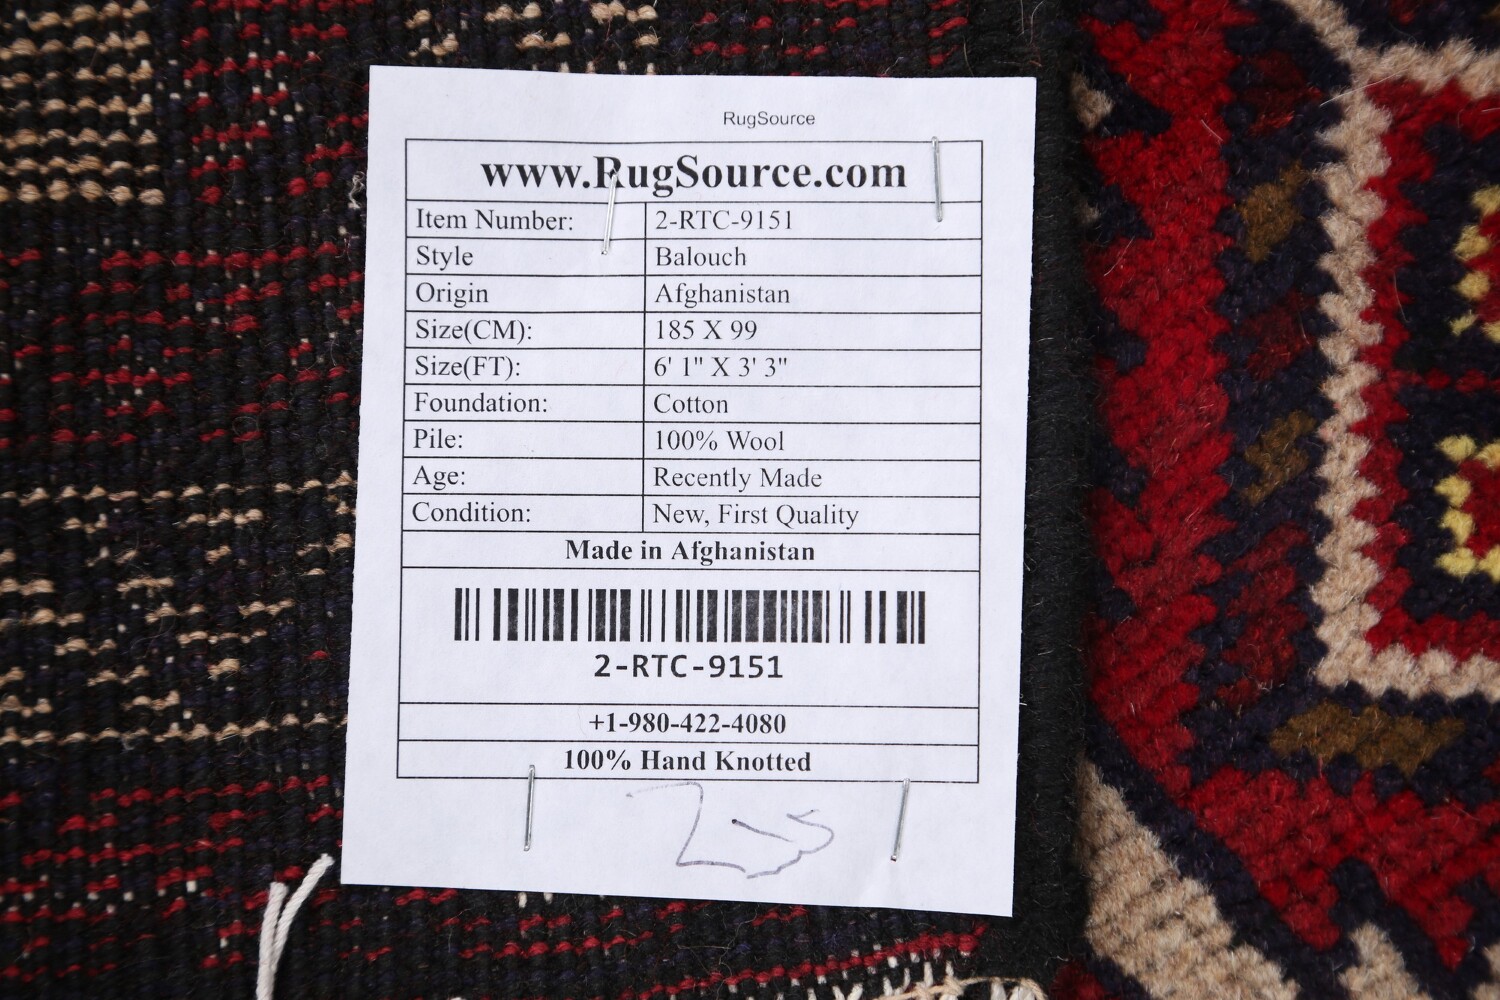 RugSource
www.RugSource.com
Item Number: 2-RTC-9151
Style Balouch
Origin Afghanistan
Size(CM): 185 X 99
Size(FT): 6' 1" X 3' 3"
Foundation: Cotton
Pile: 100% Wool
Age: Recently Made
Condition: New, First Quality
Made in Afghanistan
2-RTC-9151
+1-980-422-4080
100% Hand Knotted